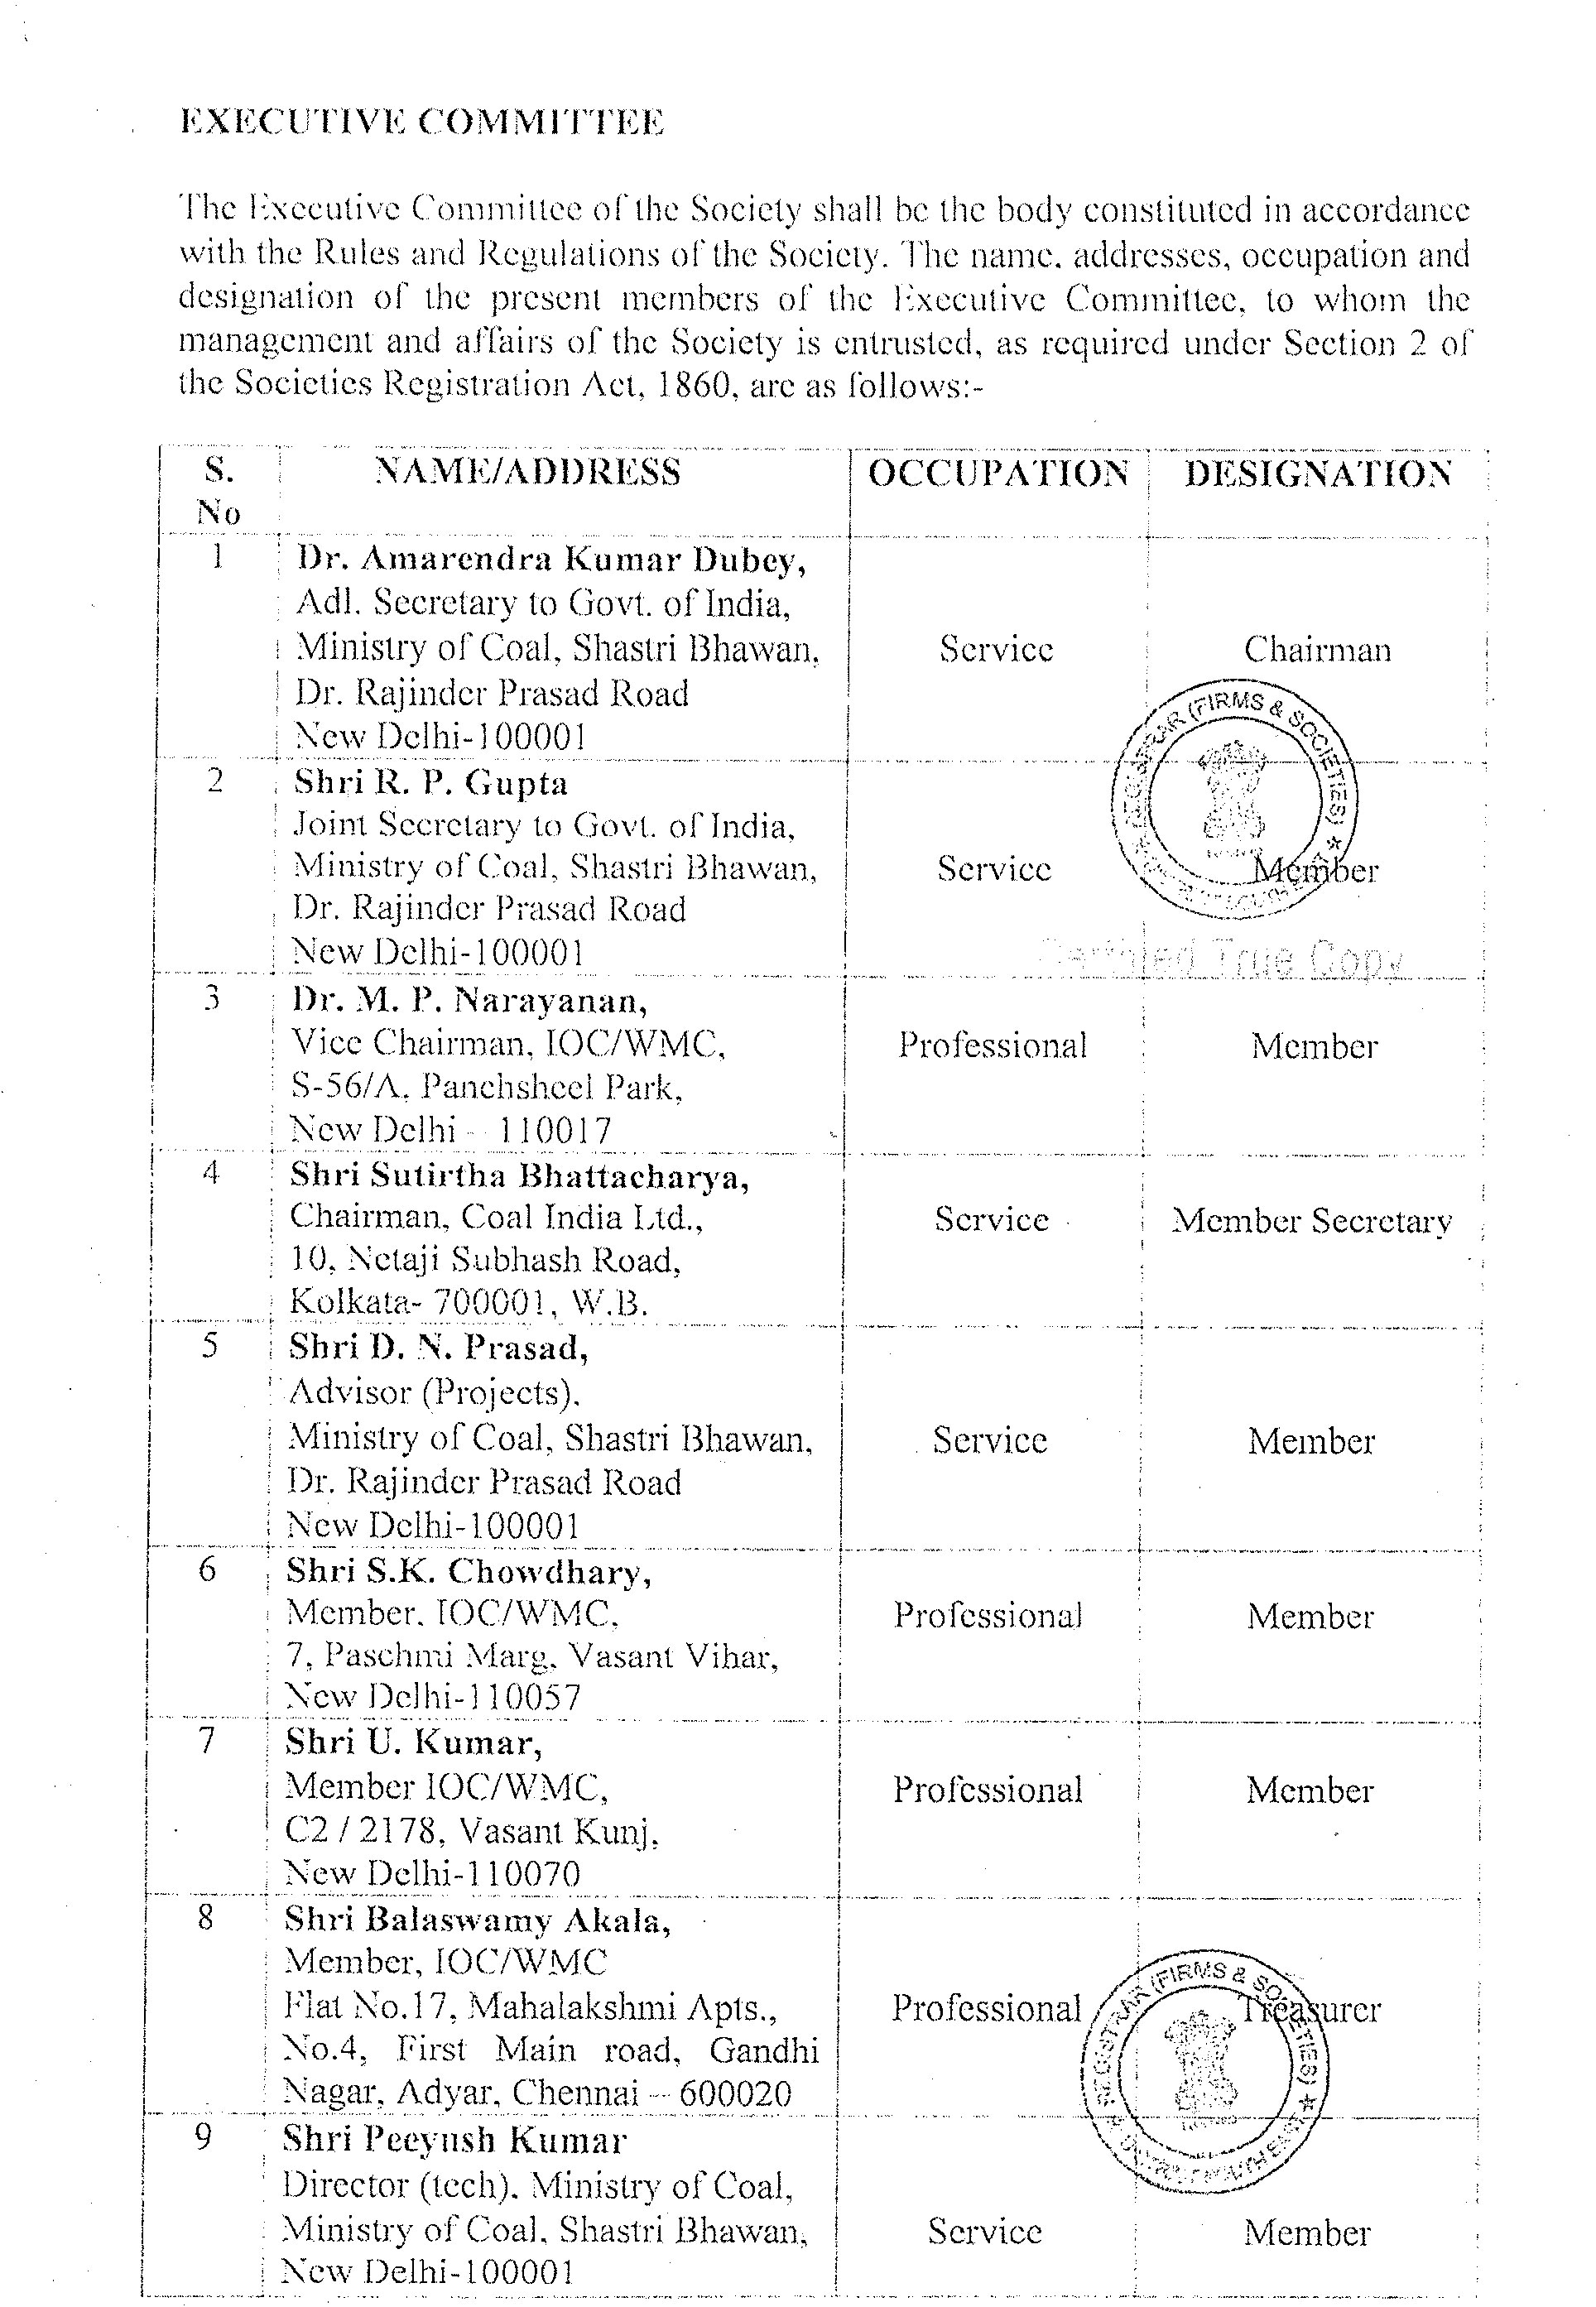 EXECUTIVE COMMITTEE
The Executive Committee of the Society shall be the body constituted in accordance
with the Rules and Regulations of the Society. The name, addresses, occupation and
designation of the present members of the Executive Committee, to whom the
management and affairs of the Society is entrusted, as required under Section 2 of
the Societies Registration Act, 1860, are as follows:-
S. No NAME/ADDRESS OCCUPATION DESIGNATION
1 Dr. Amarendra Kumar Dubey,
Adl. Secretary to Govt. of India,
Ministry of Coal, Shastri Bhawan, Service Chairman
Dr. Rajinder Prasad Road
New Delhi-100001
REGISTRAR (FIRMS & SOCIETIES)
2 Shri R. P. Gupta
Joint Secretary to Govt. of India,
Ministry of Coal, Shastri Bhawan, Service Member
Dr. Rajinder Prasad Road
New Delhi-100001
Certified True Copy
3 Dr. M. P. Narayanan,
Vice Chairman, IOC/WMC, Professional Member
S-56/A, Panchsheel Park,
New Delhi - 110017
4 Shri Sutirtha Bhattacharya,
Chairman, Coal India Ltd., Service Member Secretary
10, Netaji Subhash Road,
Kolkata- 700001, W.B.
5 Shri D. N. Prasad,
Advisor (Projects),
Ministry of Coal, Shastri Bhawan, Service Member
Dr. Rajinder Prasad Road
New Delhi-100001
6 Shri S.K. Chowdhary,
Member, IOC/WMC, Professional Member
7, Paschmi Marg, Vasant Vihar,
New Delhi-110057
7 Shri U. Kumar,
Member IOC/WMC, Professional Member
C2 / 2178, Vasant Kunj,
New Delhi-110070
8 Shri Balaswamy Akala,
Member, IOC/WMC
Flat No.17, Mahalakshmi Apts., Professional Treasurer
No.4, First Main road, Gandhi
Nagar, Adyar, Chennai – 600020
REGISTRAR (FIRMS & SOCIETIES)
9 Shri Peeyush Kumar
Director (tech), Ministry of Coal,
Ministry of Coal, Shastri Bhawan, Service Member
New Delhi-100001